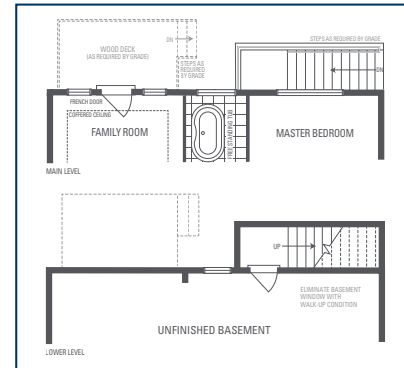 WOOD DECK
(AS REQUIRED BY GRADE)
DN
STEPS AS
REQUIRED
BY GRADE
STEPS AS REQUIRED BY GRADE
DN
FRENCH DOOR
COFFERED CEILING
FAMILY ROOM
FREE STANDING TUB
MASTER BEDROOM
MAIN LEVEL
UP
ELIMINATE BASEMENT
WINDOW WITH
WALK-UP CONDITION
UNFINISHED BASEMENT
LOWER LEVEL